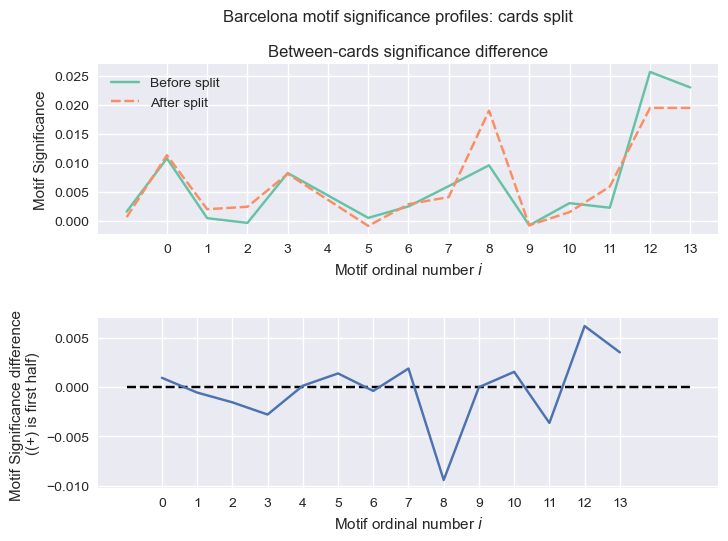 Barcelona motif significance profiles: cards split
Between-cards significance difference
Before split
After split
0.025
0.020
0.015
0.010
0.005
0.000
Motif Significance
0 1 2 3 4 5 6 7 8 9 10 11 12 13
Motif ordinal number i
0.005
0.000
−0.005
−0.010
Motif Significance difference
((+) is first half)
0 1 2 3 4 5 6 7 8 9 10 11 12 13
Motif ordinal number i